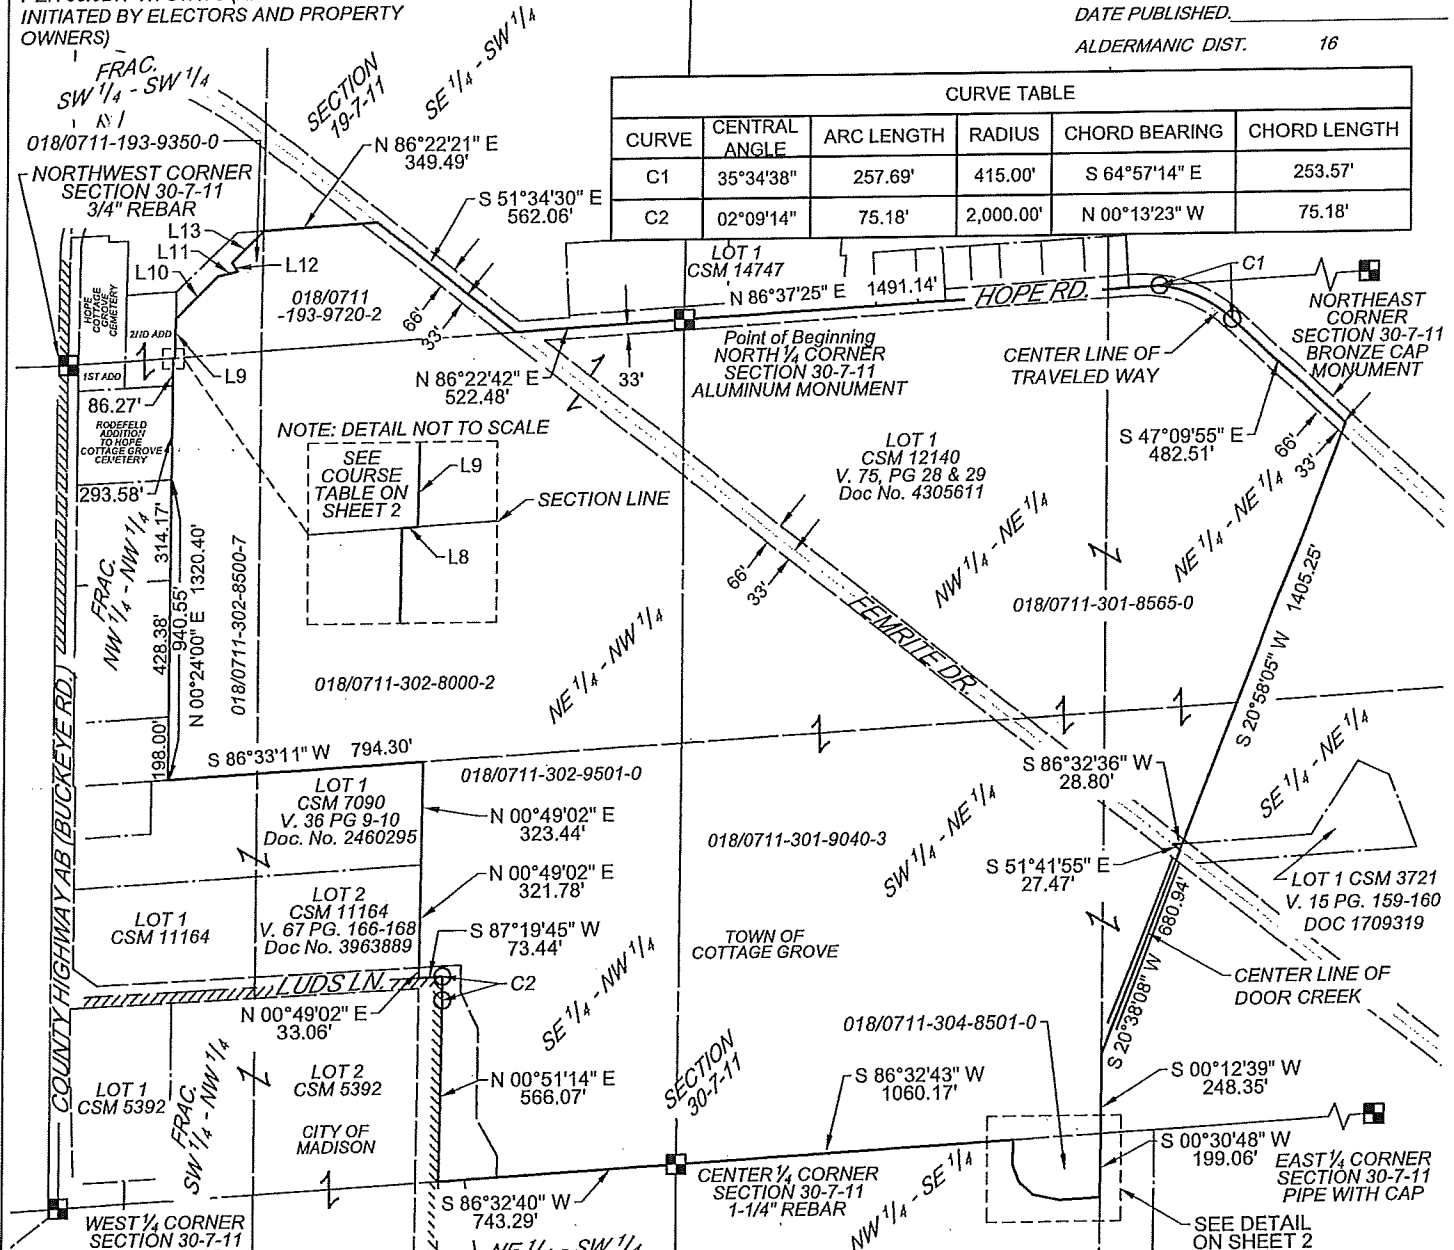 INITIATED BY ELECTORS AND PROPERTY
OWNERS)
DATE PUBLISHED.
ALDERMANIC DIST. 16
CURVE TABLE
CURVE CENTRAL ANGLE ARC LENGTH RADIUS CHORD BEARING CHORD LENGTH
C1 35°34'38" 257.69' 415.00' S 64°57'14" E 253.57'
C2 02°09'14" 75.18' 2,000.00' N 00°13'23" W 75.18'
FRAC.
SW 1/4 - SW 1/4
SECTION
19-7-11
SE 1/4 - SW 1/4
018/0711-193-9350-0
NORTHWEST CORNER
SECTION 30-7-11
3/4" REBAR
N 86°22'21" E
349.49'
S 51°34'30" E
562.06'
L13
L11
L10
L12
018/0711
-193-9720-2
66'
33'
HOPE
COTTAGE
GROVE
CEMETERY
2ND ADD
1ST ADD
L9
86.27'
RODEFELD
ADDITION
TO HOPE
COTTAGE GROVE
CEMETERY
293.58'
LOT 1
CSM 14747
N 86°37'25" E 1491.14'
HOPE RD.
C1
NORTHEAST
CORNER
SECTION 30-7-11
BRONZE CAP
MONUMENT
Point of Beginning
NORTH 1/4 CORNER
SECTION 30-7-11
ALUMINUM MONUMENT
33'
N 86°22'42" E
522.48'
CENTER LINE OF
TRAVELED WAY
S 47°09'55" E
482.51'
66'
33'
NOTE: DETAIL NOT TO SCALE
SEE
COURSE
TABLE ON
SHEET 2
L9
SECTION LINE
L8
LOT 1
CSM 12140
V. 75, PG 28 & 29
Doc No. 4305611
NW 1/4 - NE 1/4
NE 1/4 - NE 1/4
66'
33'
FEMRITE DR.
018/0711-301-8565-0
S 20°58'05" W 1405.25'
FRAC.
NW 1/4 - NW 1/4
314.17'
428.38'
198.00'
940.55'
N 00°24'00" E 1320.40'
018/0711-302-8500-7
018/0711-302-8000-2
NE 1/4 - NW 1/4
COUNTY HIGHWAY AB (BUCKEYE RD.)
S 86°33'11" W 794.30'
018/0711-302-9501-0
LOT 1
CSM 7090
V. 36 PG 9-10
Doc. No. 2460295
N 00°49'02" E
323.44'
018/0711-301-9040-3
SW 1/4 - NE 1/4
S 86°32'36" W
28.80'
SE 1/4 - NE 1/4
S 51°41'55" E
27.47'
LOT 1 CSM 3721
V. 15 PG. 159-160
DOC 1709319
N 00°49'02" E
321.78'
LOT 1
CSM 11164
LOT 2
CSM 11164
V. 67 PG. 166-168
Doc No. 3963889
S 87°19'45" W
73.44'
TOWN OF
COTTAGE GROVE
S 20°38'08" W 680.94'
CENTER LINE OF
DOOR CREEK
LUDS LN.
C2
N 00°49'02" E
33.06'
SE 1/4 - NW 1/4
018/0711-304-8501-0
LOT 1
CSM 5392
FRAC.
SW 1/4 - NW 1/4
LOT 2
CSM 5392
CITY OF
MADISON
N 00°51'14" E
566.07'
SECTION
30-7-11
S 86°32'43" W
1060.17'
S 00°12'39" W
248.35'
S 00°30'48" W
199.06'
EAST 1/4 CORNER
SECTION 30-7-11
PIPE WITH CAP
WEST 1/4 CORNER
SECTION 30-7-11
S 86°32'40" W
743.29'
CENTER 1/4 CORNER
SECTION 30-7-11
1-1/4" REBAR
NW 1/4 - SE 1/4
SEE DETAIL
ON SHEET 2
NE 1/4 - SW 1/4